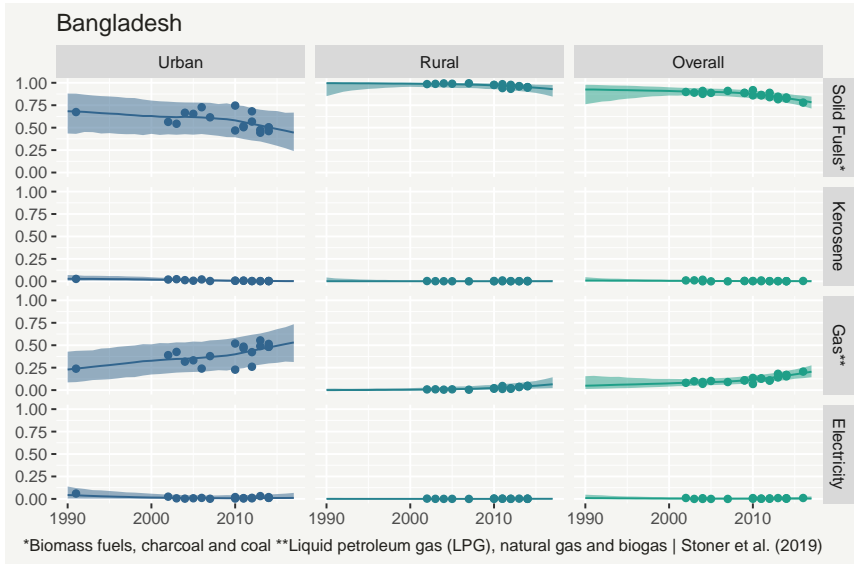 Bangladesh
Urban Rural Overall
1.00
0.75
0.50
0.25
0.00
Solid Fuels*
1.00
0.75
0.50
0.25
0.00
Kerosene
1.00
0.75
0.50
0.25
0.00
Gas**
1.00
0.75
0.50
0.25
0.00
Electricity
1990 2000 2010 1990 2000 2010 1990 2000 2010
*Biomass fuels, charcoal and coal **Liquid petroleum gas (LPG), natural gas and biogas | Stoner et al. (2019)